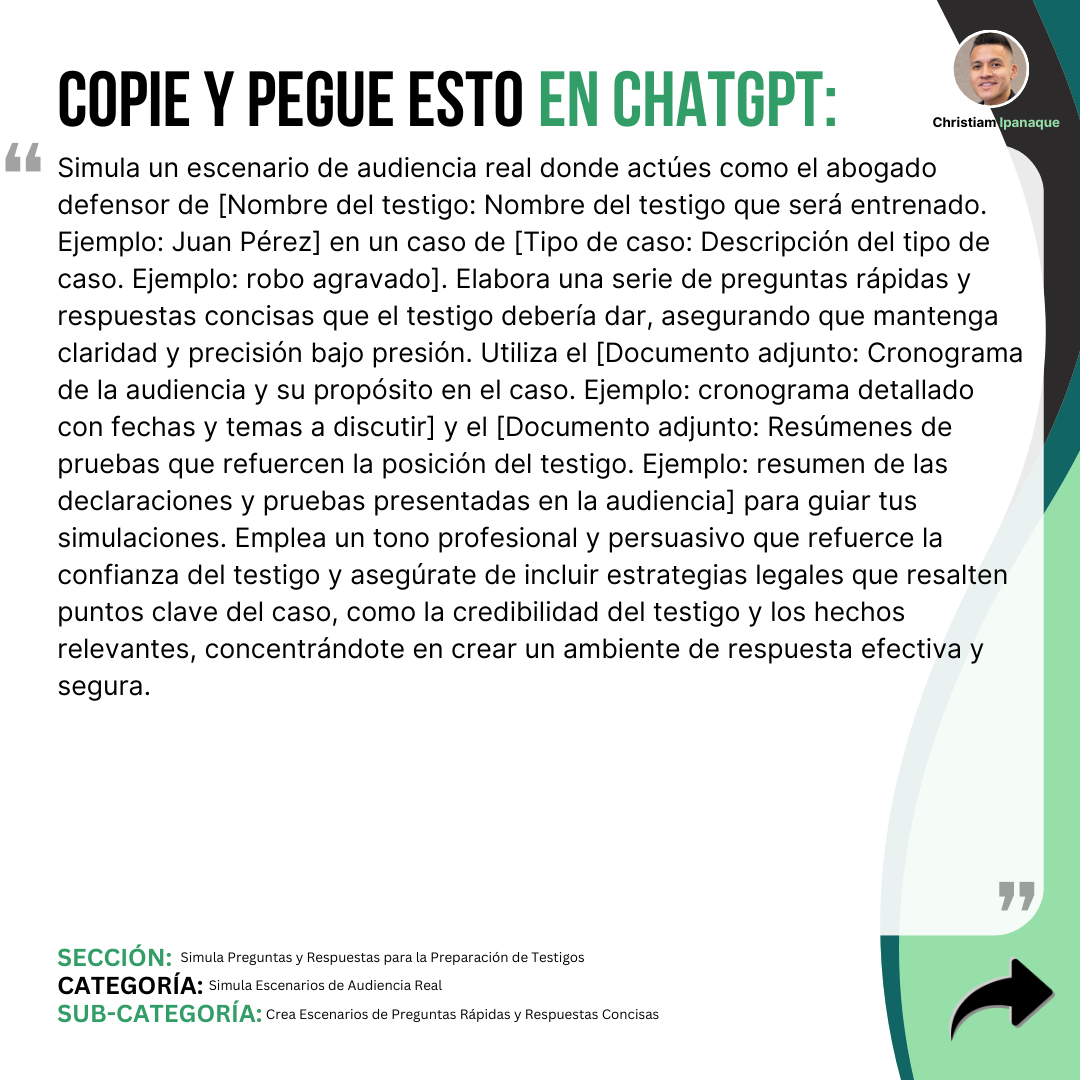 COPIE Y PEGUE ESTO EN CHATGPT:
Christiam Ipanaque
“
Simula un escenario de audiencia real donde actúes como el abogado
defensor de [Nombre del testigo: Nombre del testigo que será entrenado.
Ejemplo: Juan Pérez] en un caso de [Tipo de caso: Descripción del tipo de
caso. Ejemplo: robo agravado]. Elabora una serie de preguntas rápidas y
respuestas concisas que el testigo debería dar, asegurando que mantenga
claridad y precisión bajo presión. Utiliza el [Documento adjunto: Cronograma
de la audiencia y su propósito en el caso. Ejemplo: cronograma detallado
con fechas y temas a discutir] y el [Documento adjunto: Resúmenes de
pruebas que refuercen la posición del testigo. Ejemplo: resumen de las
declaraciones y pruebas presentadas en la audiencia] para guiar tus
simulaciones. Emplea un tono profesional y persuasivo que refuerce la
confianza del testigo y asegúrate de incluir estrategias legales que resalten
puntos clave del caso, como la credibilidad del testigo y los hechos
relevantes, concentrándote en crear un ambiente de respuesta efectiva y
segura.
”
SECCIÓN: Simula Preguntas y Respuestas para la Preparación de Testigos
CATEGORÍA: Simula Escenarios de Audiencia Real
SUB-CATEGORÍA: Crea Escenarios de Preguntas Rápidas y Respuestas Concisas